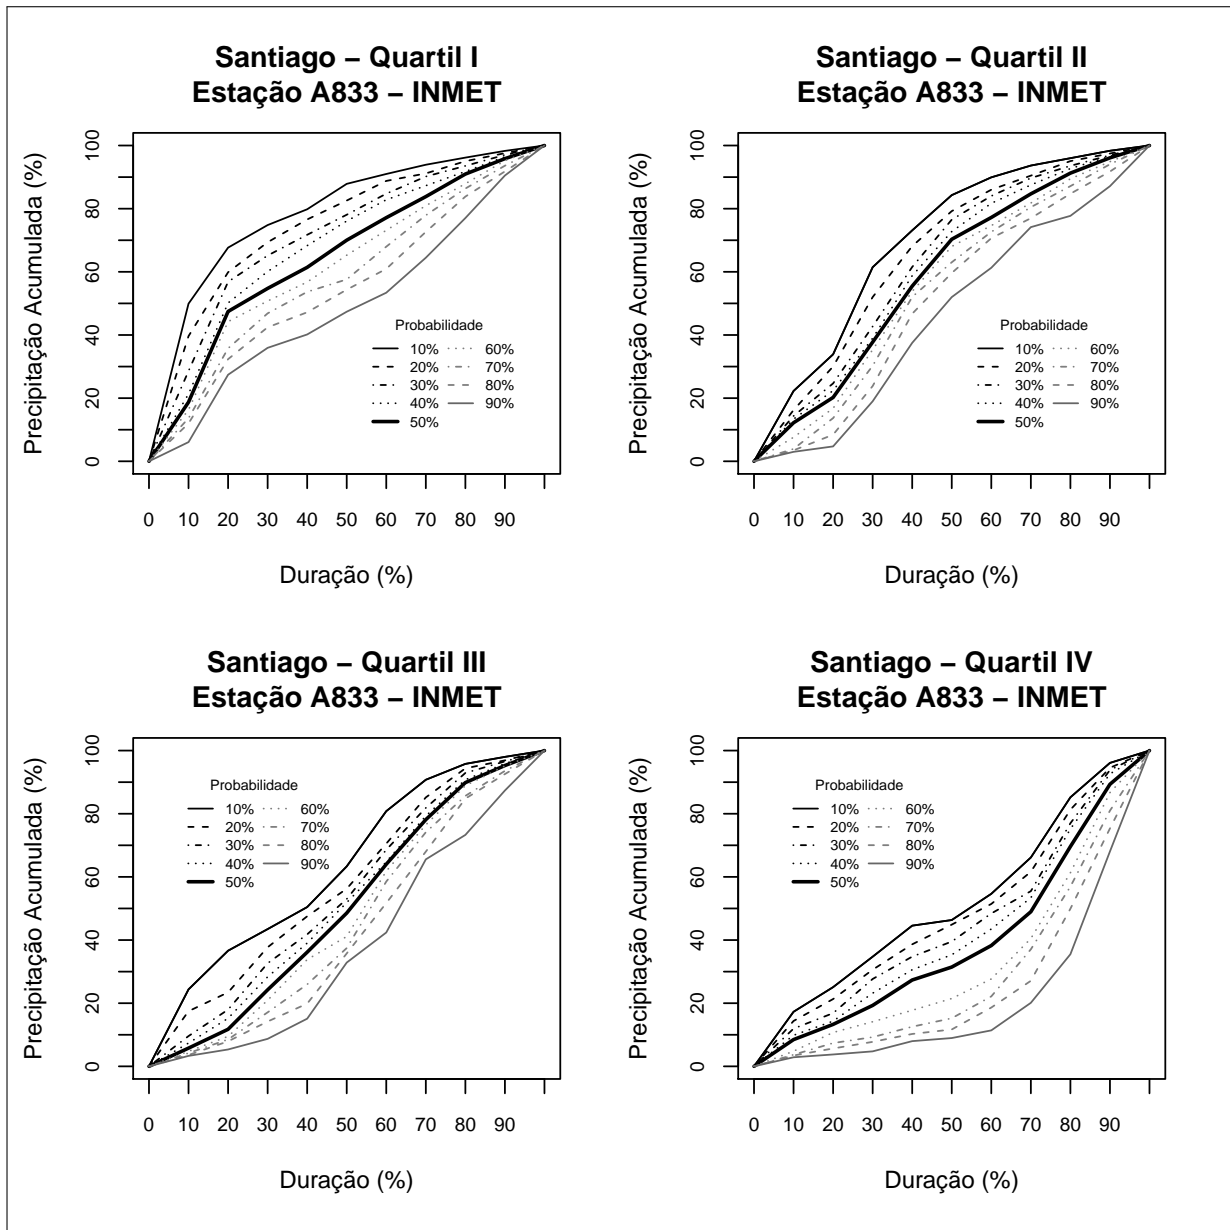 Santiago – Quartil I
Estação A833 – INMET
Precipitação Acumulada (%)
0 20 40 60 80 100
Probabilidade
10% 60%
20% 70%
30% 80%
40% 90%
50%
0 10 20 30 40 50 60 70 80 90
Duração (%)
Santiago – Quartil II
Estação A833 – INMET
Precipitação Acumulada (%)
0 20 40 60 80 100
Probabilidade
10% 60%
20% 70%
30% 80%
40% 90%
50%
0 10 20 30 40 50 60 70 80 90
Duração (%)
Santiago – Quartil III
Estação A833 – INMET
Precipitação Acumulada (%)
0 20 40 60 80 100
Probabilidade
10% 60%
20% 70%
30% 80%
40% 90%
50%
0 10 20 30 40 50 60 70 80 90
Duração (%)
Santiago – Quartil IV
Estação A833 – INMET
Precipitação Acumulada (%)
0 20 40 60 80 100
Probabilidade
10% 60%
20% 70%
30% 80%
40% 90%
50%
0 10 20 30 40 50 60 70 80 90
Duração (%)